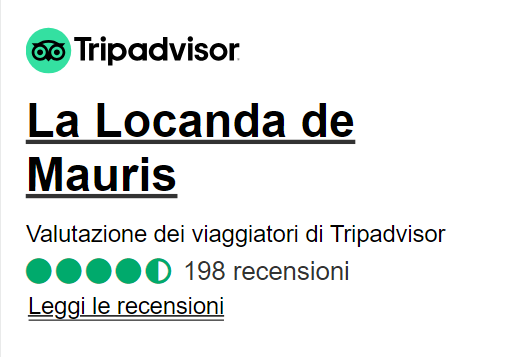 Tripadvisor
La Locanda de
Mauris
Valutazione dei viaggiatori di Tripadvisor
198 recensioni
Leggi le recensioni